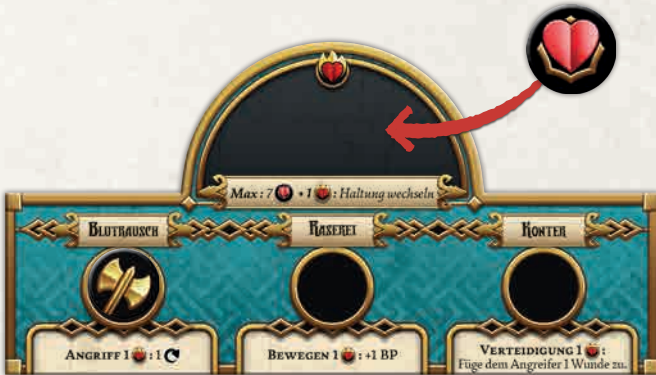 Max : 7 • 1 : Haltung wechseln
BLUTRAUSCH
RASEREI
KONTER
ANGRIFF 1 : 1
BEWEGEN 1 : +1 BP
VERTEIDIGUNG 1 :
Füge dem Angreifer 1 Wunde zu.